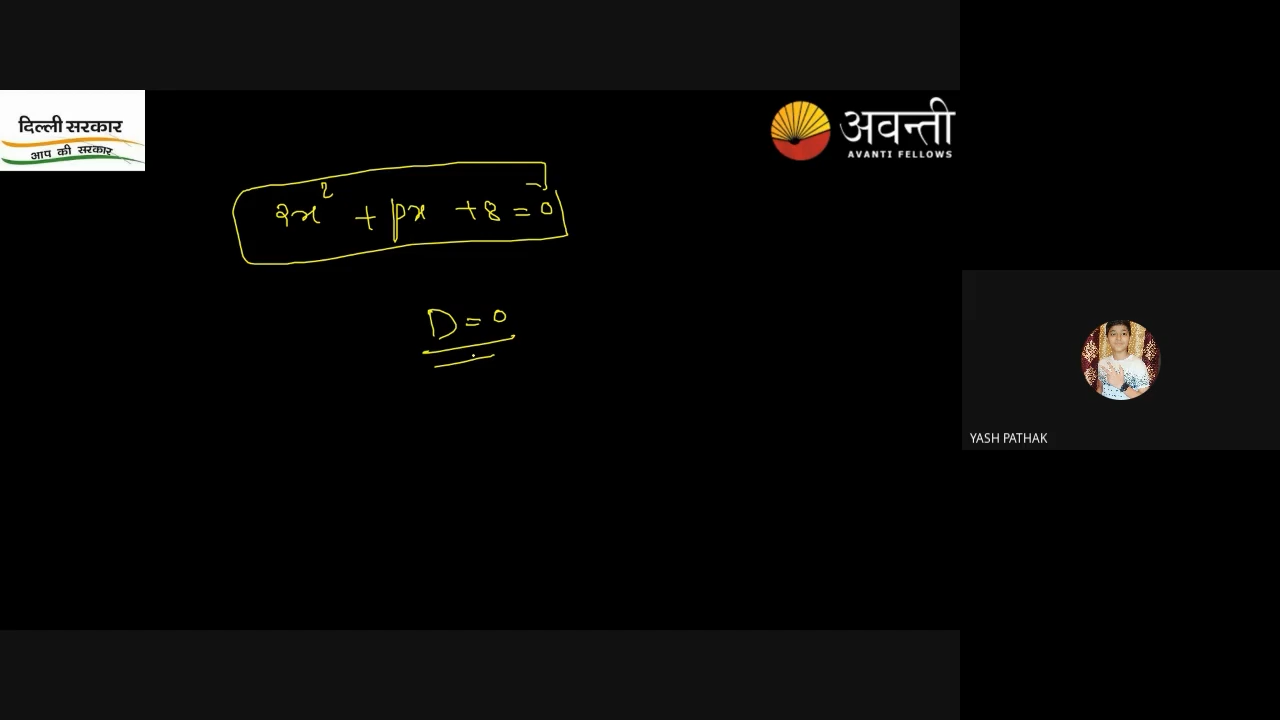 दिल्ली सरकार
आप की सरकार
अवन्ती
AVANTI FELLOWS
2x² + px + 8 = 0
D = 0
YASH PATHAK